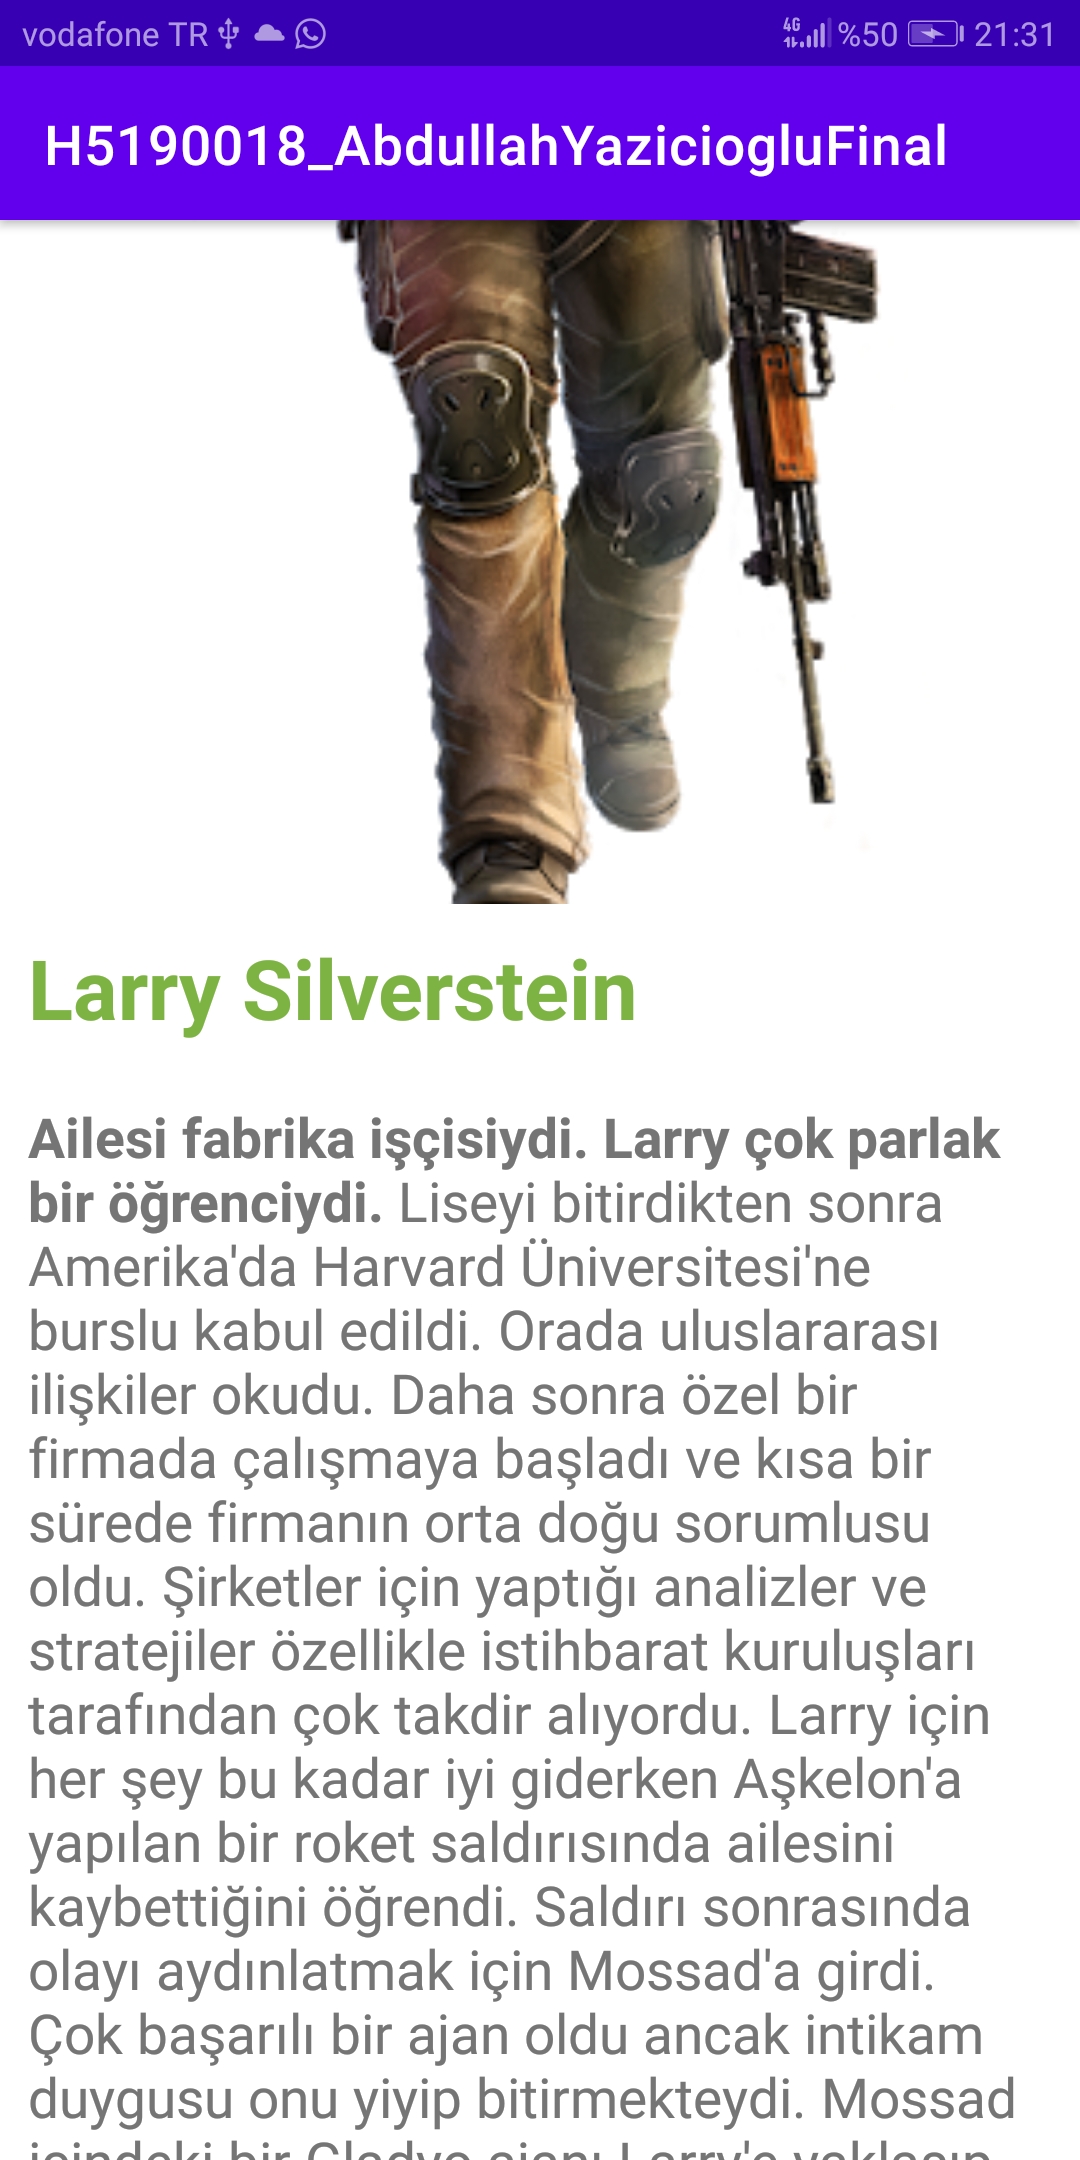 vodafone TR 4G %50 21:31
H5190018_AbdullahYaziciogluFinal
Larry Silverstein
Ailesi fabrika işçisiydi. Larry çok parlak
bir öğrenciydi. Liseyi bitirdikten sonra
Amerika'da Harvard Üniversitesi'ne
burslu kabul edildi. Orada uluslararası
ilişkiler okudu. Daha sonra özel bir
firmada çalışmaya başladı ve kısa bir
sürede firmanın orta doğu sorumlusu
oldu. Şirketler için yaptığı analizler ve
stratejiler özellikle istihbarat kuruluşları
tarafından çok takdir alıyordu. Larry için
her şey bu kadar iyi giderken Aşkelon'a
yapılan bir roket saldırısında ailesini
kaybettiğini öğrendi. Saldırı sonrasında
olayı aydınlatmak için Mossad'a girdi.
Çok başarılı bir ajan oldu ancak intikam
duygusu onu yiyip bitirmekteydi. Mossad
içindeki bir Gladyo ajanı Larry'e